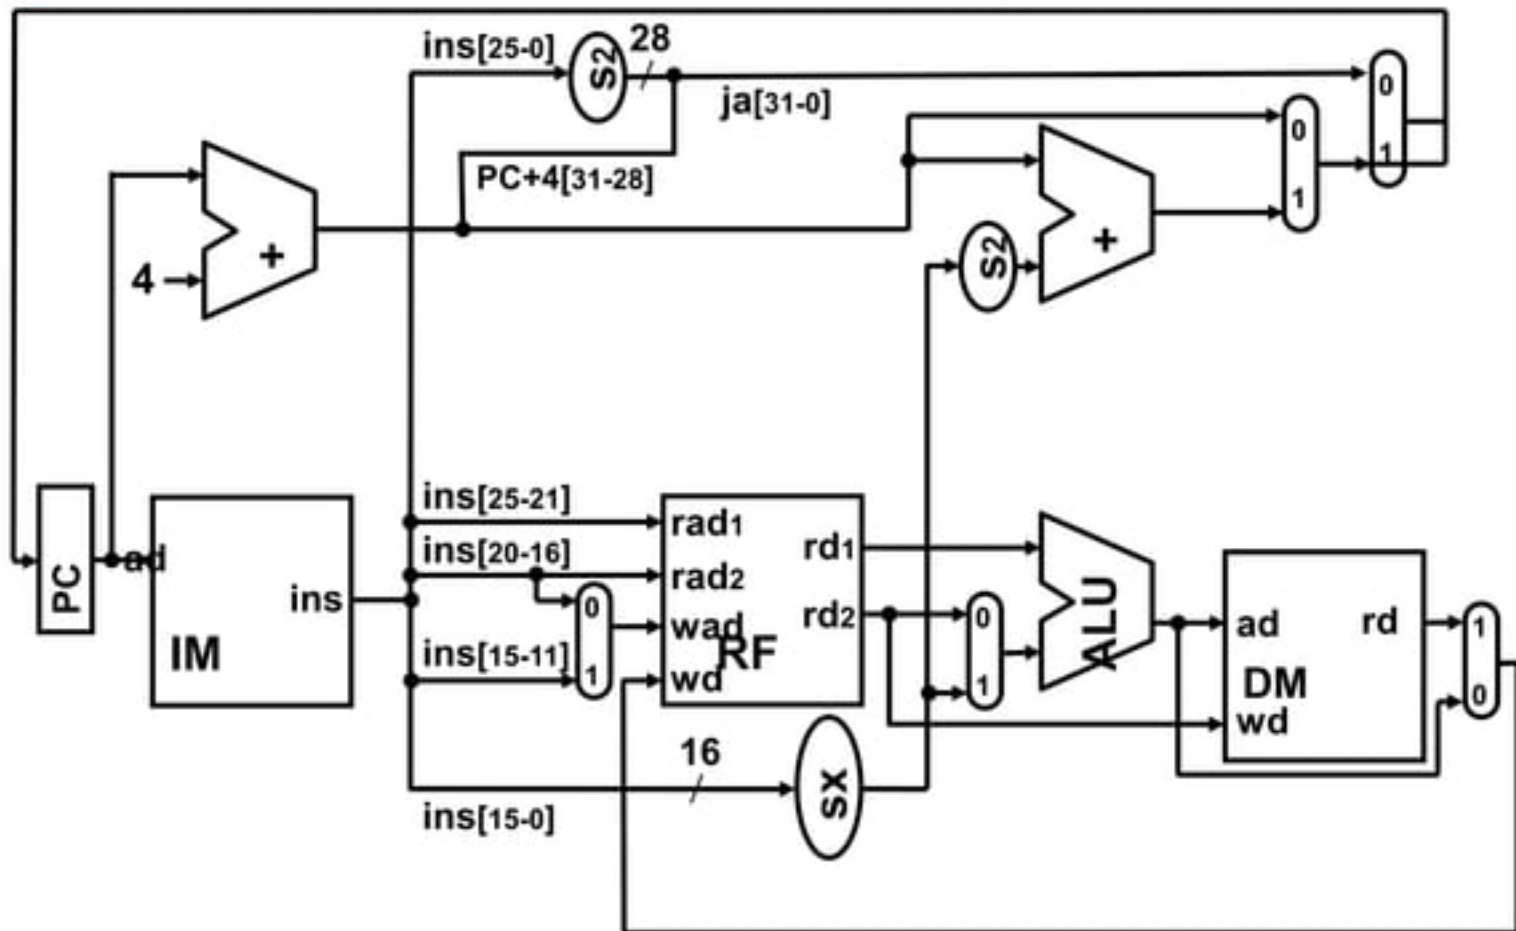 ins[25-0]
s2
28
ja[31-0]
0
1
0
1
PC+4[31-28]
+
4
s2
+
ins[25-21]
ins[20-16]
ins[15-11]
0
1
PC
ad
ins
IM
rad1
rad2
wad
wd
rd1
rd2
RF
0
1
ALU
ad
rd
DM
wd
1
0
16
sx
ins[15-0]